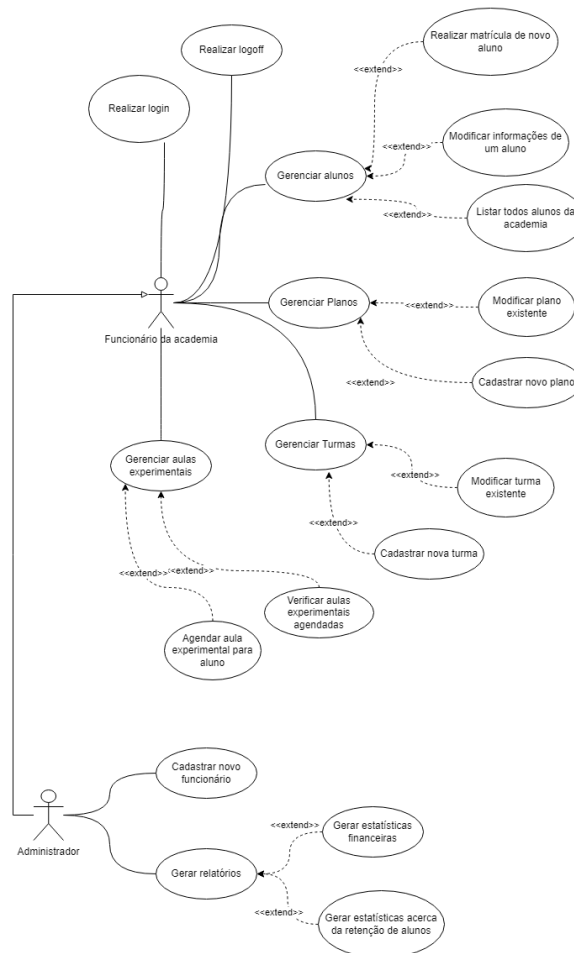 Realizar logoff
Realizar login
Realizar matrícula de novo
aluno
<<extend>>
Modificar informações de
um aluno
<<extend>>
Gerenciar alunos
Listar todos alunos da
academia
<<extend>>
Funcionário da academia
Gerenciar Planos
<<extend>>
Modificar plano
existente
<<extend>>
Cadastrar novo plano
Gerenciar aulas
experimentais
Gerenciar Turmas
<<extend>>
Modificar turma
existente
<<extend>>
Cadastrar nova turma
<<extend>>
<<extend>>
Verificar aulas
experimentais
agendadas
Agendar aula
experimental para
aluno
Cadastrar novo
funcionário
Administrador
<<extend>>
Gerar estatísticas
financeiras
Gerar relatórios
<<extend>>
Gerar estatísticas acerca
da retenção de alunos